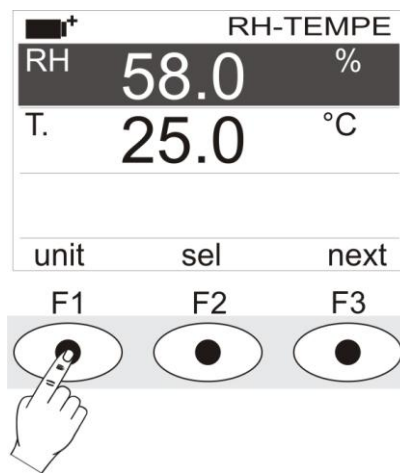 RH-TEMPE
RH 58.0 %
T. 25.0 °C
unit sel next
F1 F2 F3